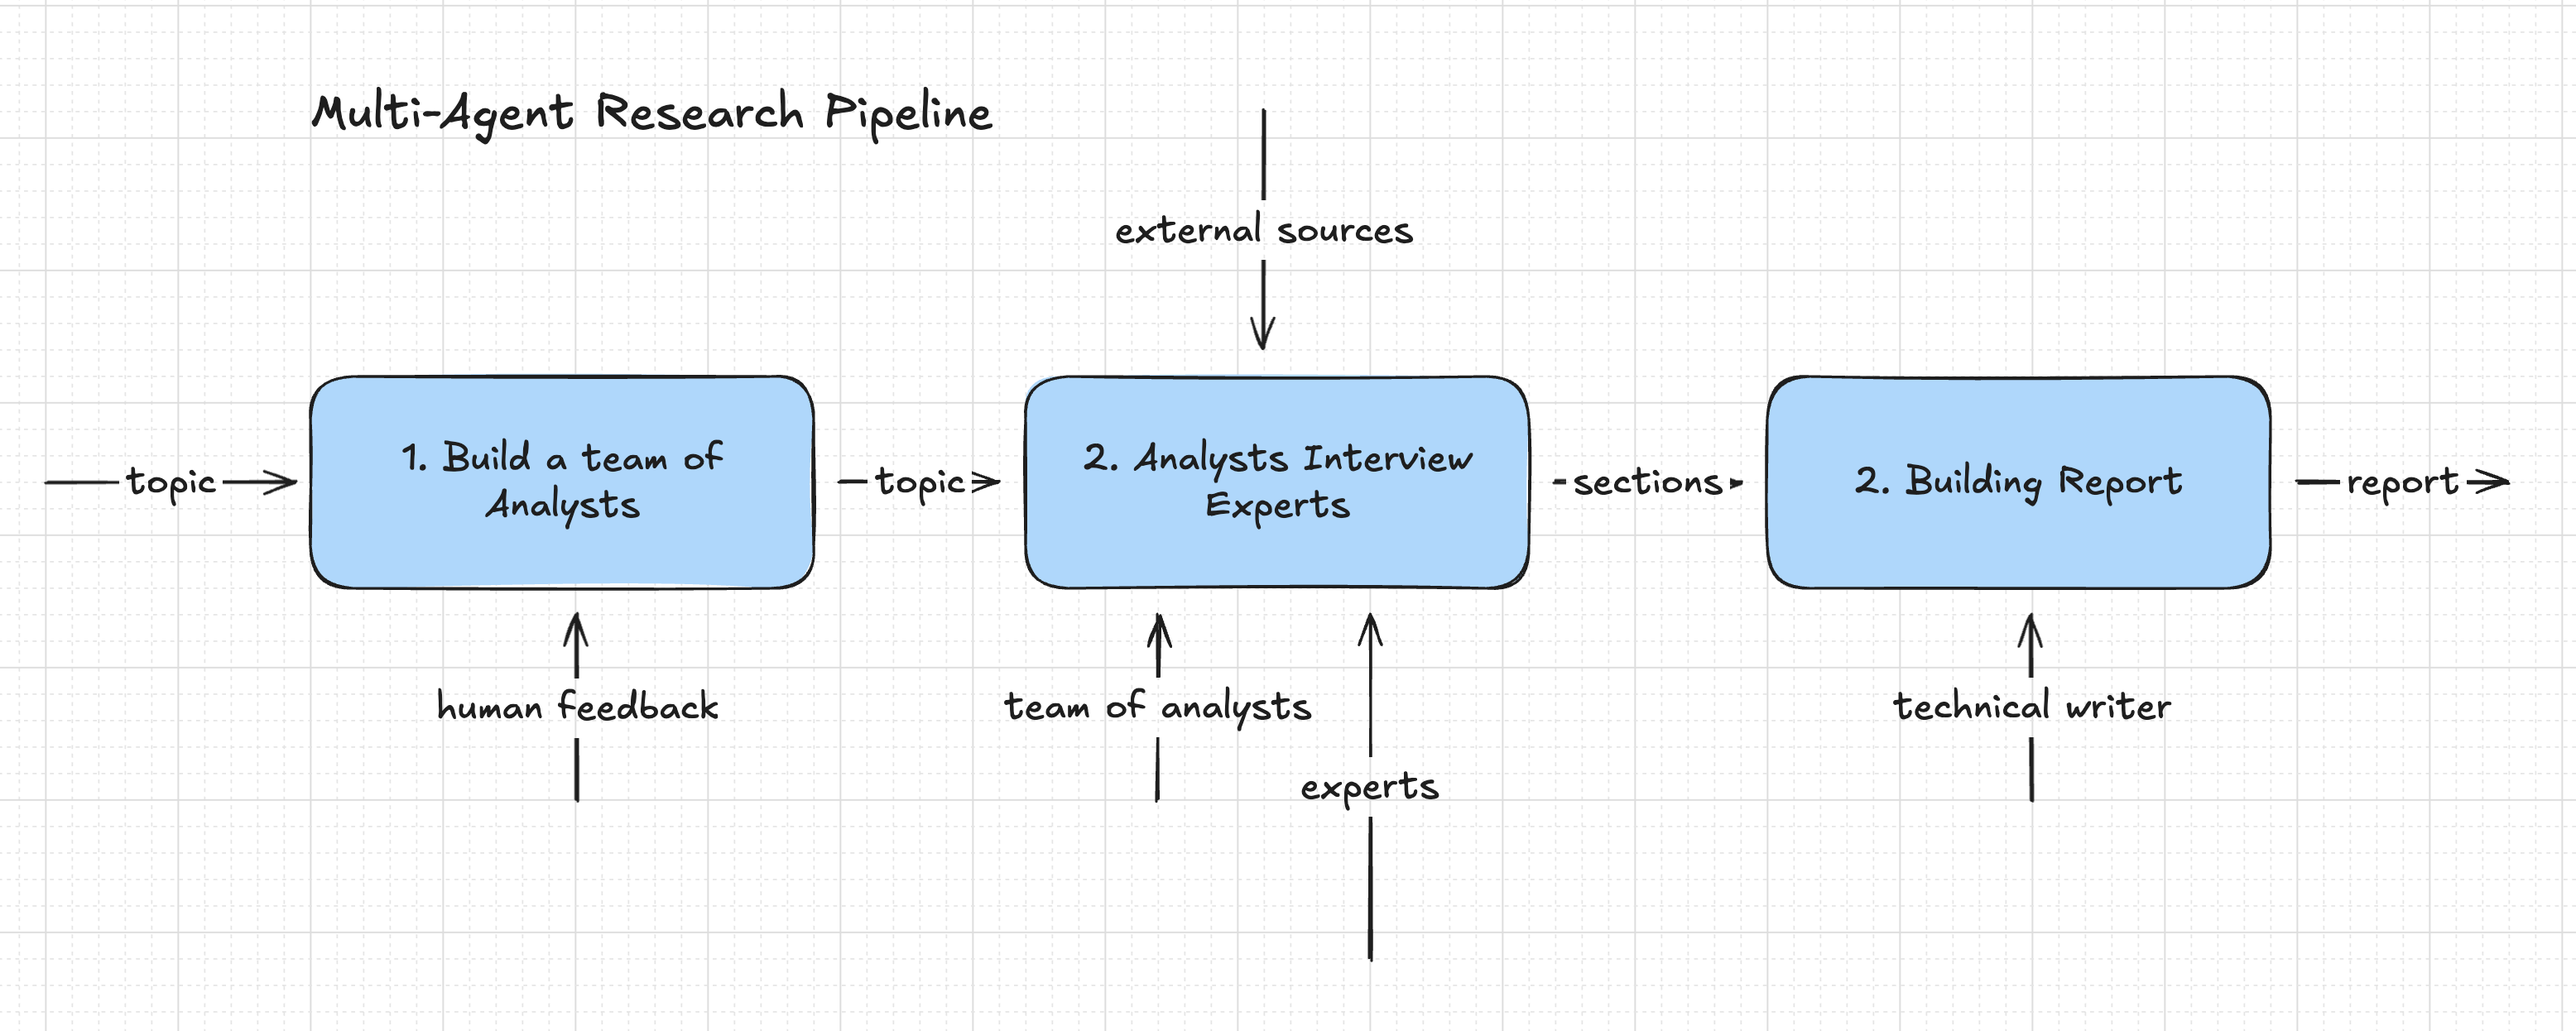 Multi-Agent Research Pipeline
external sources
topic
1. Build a team of
Analysts
topic
2. Analysts Interview
Experts
sections
2. Building Report
report
human feedback
team of analysts
experts
technical writer